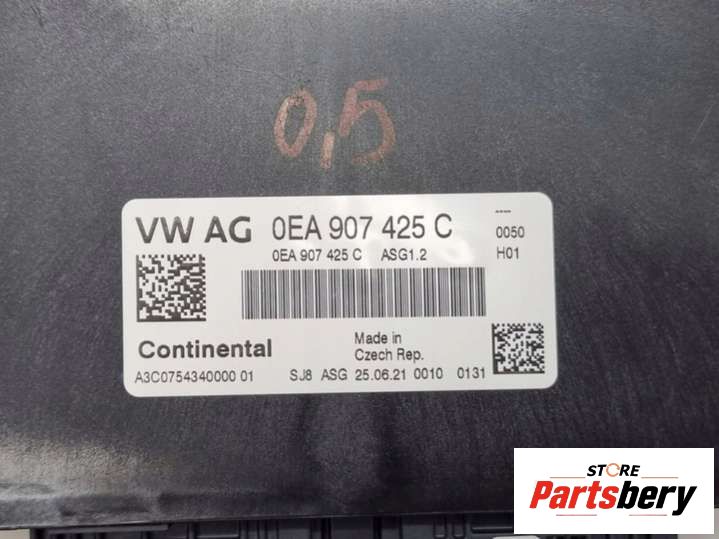 0,5
VW AG 0EA 907 425 C
----
0050
0EA 907 425 C ASG1.2
H01
Continental
Made in
Czech Rep.
A3C0754340000 01 SJ8 ASG 25.06.21 0010 0131
STORE
Partsbery